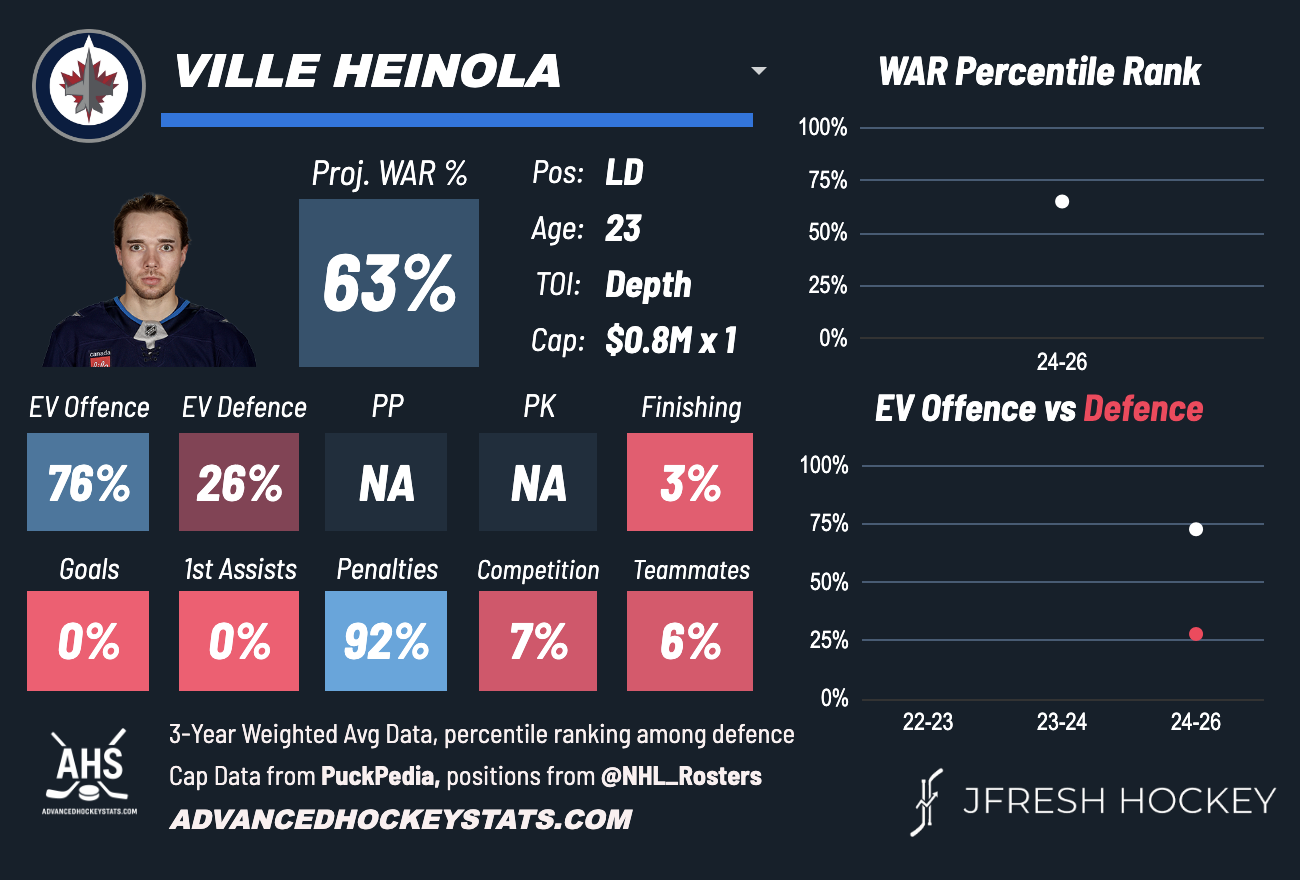 VILLE HEINOLA
Proj. WAR %
63%
Pos: LD
Age: 23
TOI: Depth
Cap: $0.8M x 1
canada
EV Offence EV Defence PP PK Finishing
76% 26% NA NA 3%
Goals 1st Assists Penalties Competition Teammates
0% 0% 92% 7% 6%
WAR Percentile Rank
100%
75%
50%
25%
0%
24-26
EV Offence vs Defence
100%
75%
50%
25%
0%
22-23 23-24 24-26
AHS
ADVANCEDHOCKEYSTATS.COM
3-Year Weighted Avg Data, percentile ranking among defence
Cap Data from PuckPedia, positions from @NHL_Rosters
ADVANCEDHOCKEYSTATS.COM
JFRESH HOCKEY